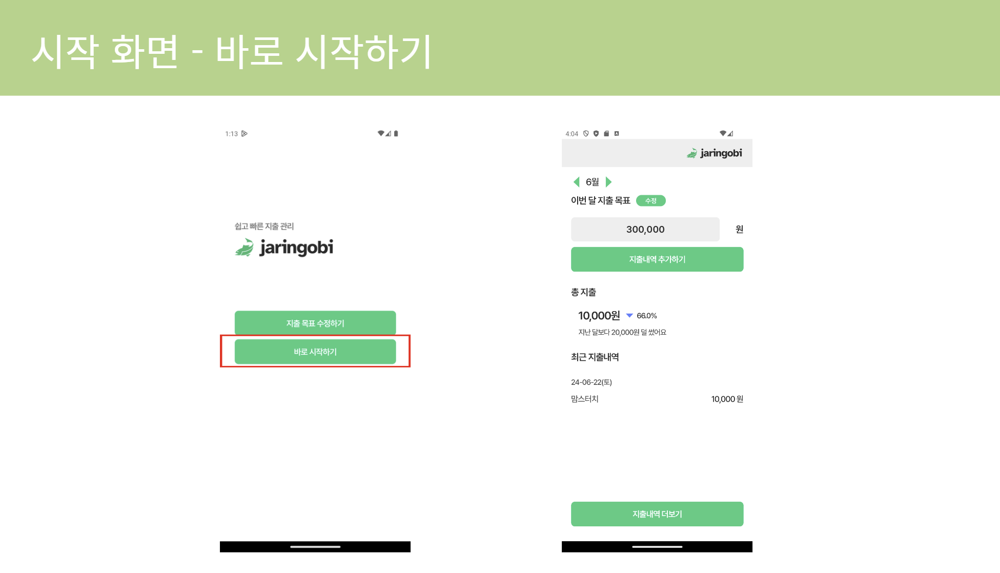 시작 화면 - 바로 시작하기
1:13
쉽고 빠른 지출 관리
jaringobi
지출 목표 수정하기
바로 시작하기
4:04
jaringobi
6월
이번 달 지출 목표 수정
300,000 원
지출내역 추가하기
총 지출
10,000원 66.0%
지난 달보다 20,000원 덜 썼어요
최근 지출내역
24-06-22(토)
맘스터치 10,000 원
지출내역 더보기